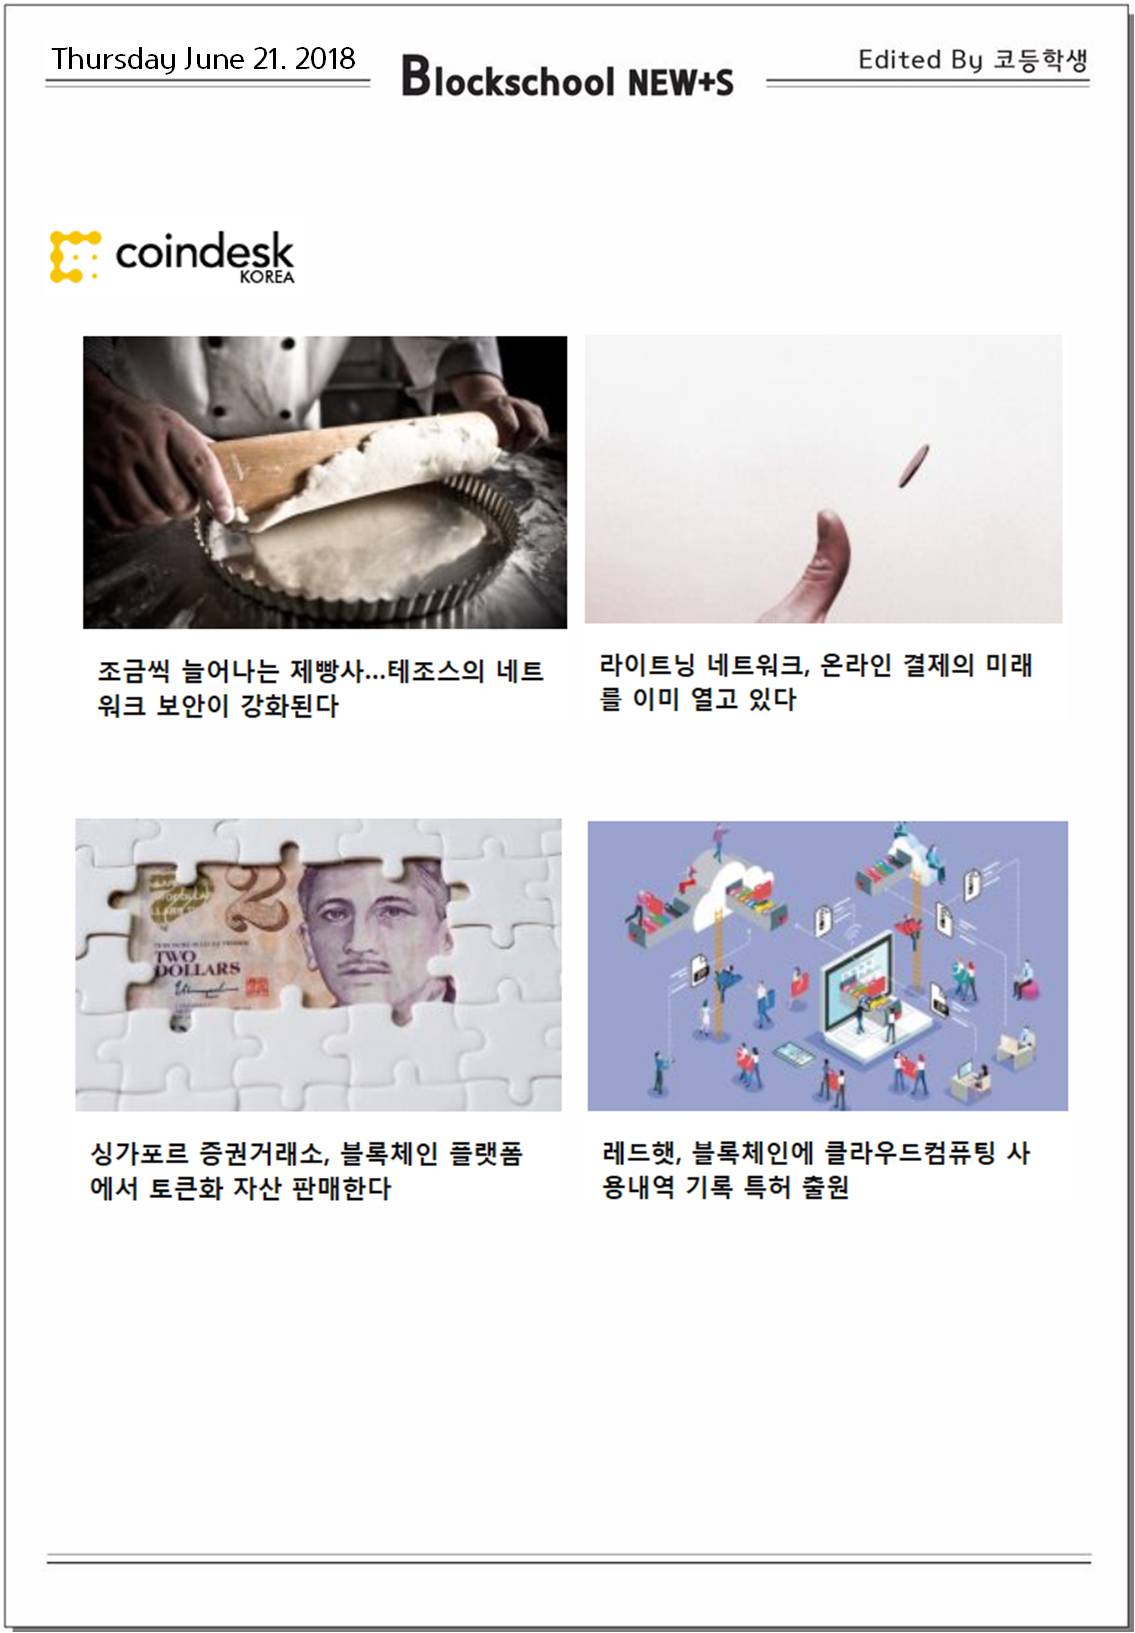 Thursday June 21. 2018
Blockschool NEW+S
Edited By 코등학생
coindesk
KOREA
조금씩 늘어나는 제빵사...테조스의 네트
워크 보안이 강화된다
라이트닝 네트워크, 온라인 결제의 미래
를 이미 열고 있다
2
TWO
DOLLARS
싱가포르 증권거래소, 블록체인 플랫폼
에서 토큰화 자산 판매한다
레드햇, 블록체인에 클라우드컴퓨팅 사
용내역 기록 특허 출원